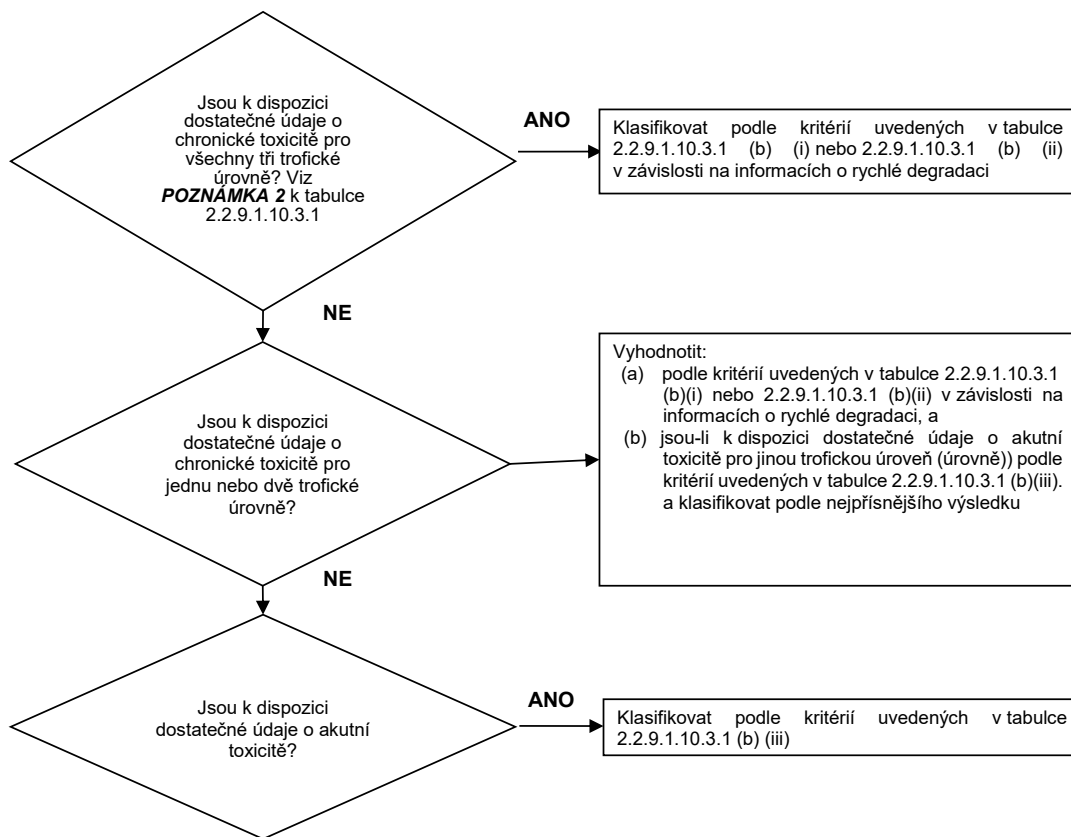 Jsou k dispozici
dostatečné údaje o
chronické toxicitě pro
všechny tři trofické
úrovně? Viz
POZNÁMKA 2 k tabulce
2.2.9.1.10.3.1
ANO
Klasifikovat podle kritérií uvedených v tabulce
2.2.9.1.10.3.1 (b) (i) nebo 2.2.9.1.10.3.1 (b) (ii)
v závislosti na informacích o rychlé degradaci
NE
Jsou k dispozici
dostatečné údaje o
chronické toxicitě pro
jednu nebo dvě trofické
úrovně?
Vyhodnotit:
(a) podle kritérií uvedených v tabulce 2.2.9.1.10.3.1
(b)(i) nebo 2.2.9.1.10.3.1 (b)(ii) v závislosti na
informacích o rychlé degradaci, a
(b) jsou-li k dispozici dostatečné údaje o akutní
toxicitě pro jinou trofickou úroveň (úrovně)) podle
kritérií uvedených v tabulce 2.2.9.1.10.3.1 (b)(iii).
a klasifikovat podle nejpřísnějšího výsledku
NE
Jsou k dispozici
dostatečné údaje o akutní
toxicitě?
ANO
Klasifikovat podle kritérií uvedených v tabulce
2.2.9.1.10.3.1 (b) (iii)